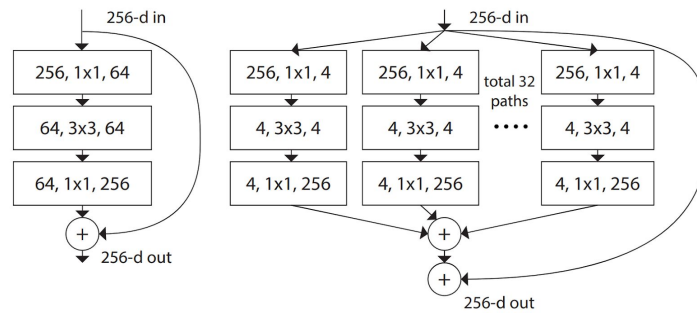 256-d in
256, 1x1, 64
64, 3x3, 64
64, 1x1, 256
+
256-d out
256-d in
256, 1x1, 4
256, 1x1, 4
total 32
paths
....
256, 1x1, 4
4, 3x3, 4
4, 3x3, 4
4, 3x3, 4
4, 1x1, 256
4, 1x1, 256
4, 1x1, 256
+
+
256-d out